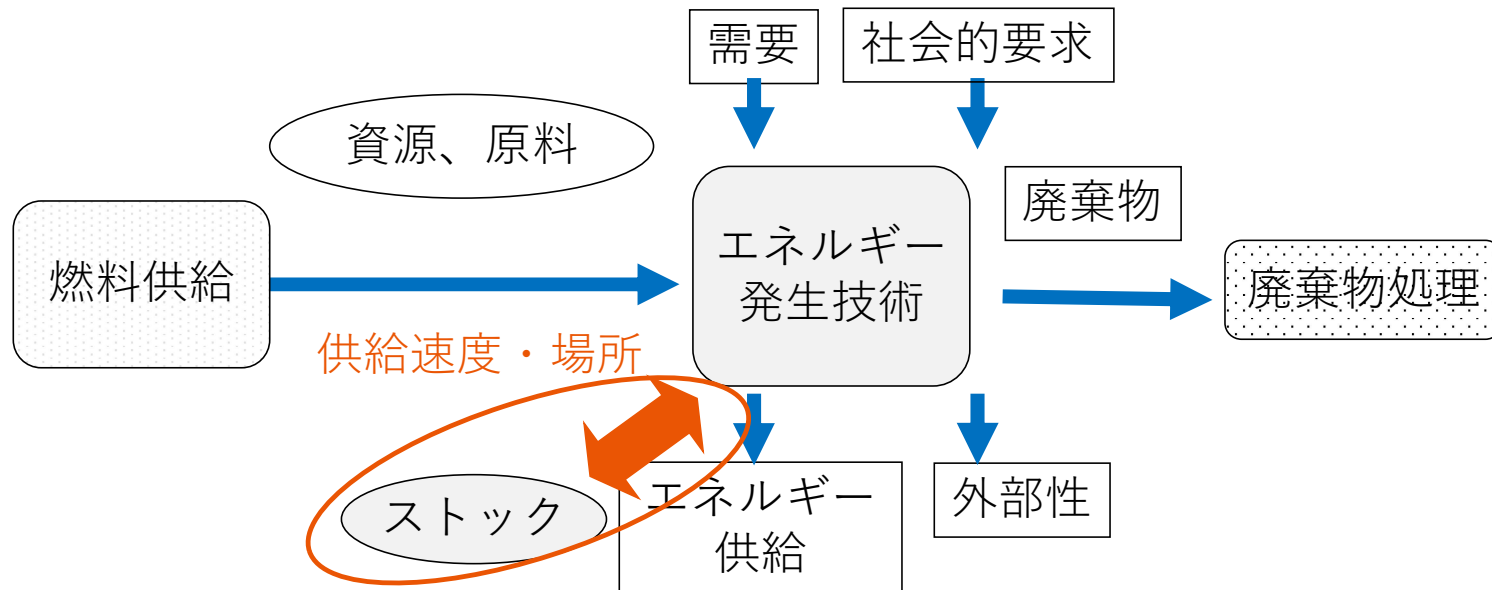 需要
社会的要求
資源、原料
廃棄物
燃料供給
エネルギー
発生技術
廃棄物処理
供給速度・場所
ストック
エネルギー
供給
外部性